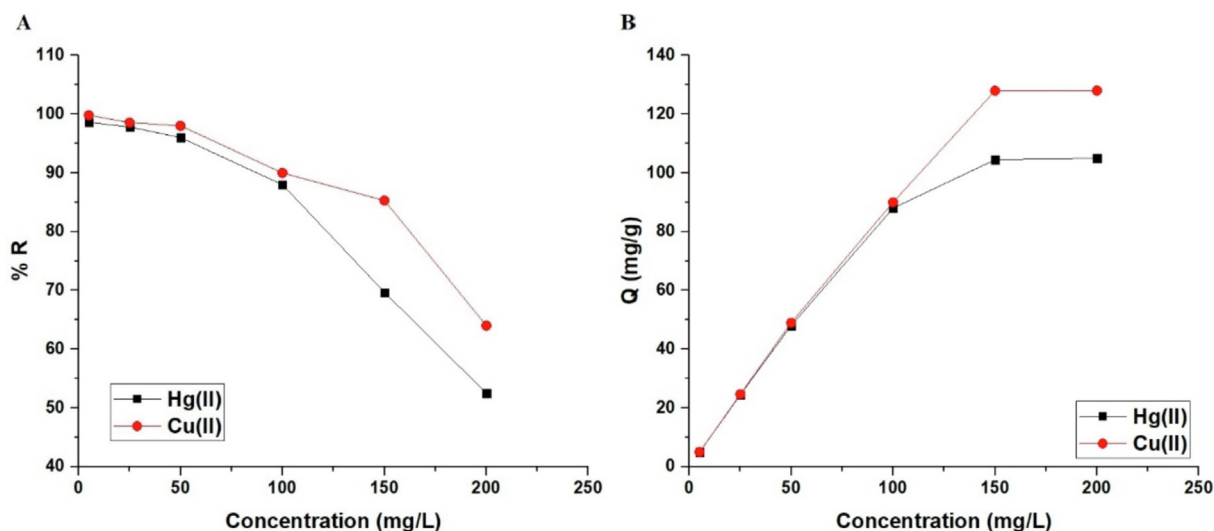 A
110
100
90
80
70
60
50
40
% R
Hg(II)
Cu(II)
0 50 100 150 200 250
Concentration (mg/L)
B
140
120
100
80
60
40
20
0
Q (mg/g)
Hg(II)
Cu(II)
0 50 100 150 200 250
Concentration (mg/L)